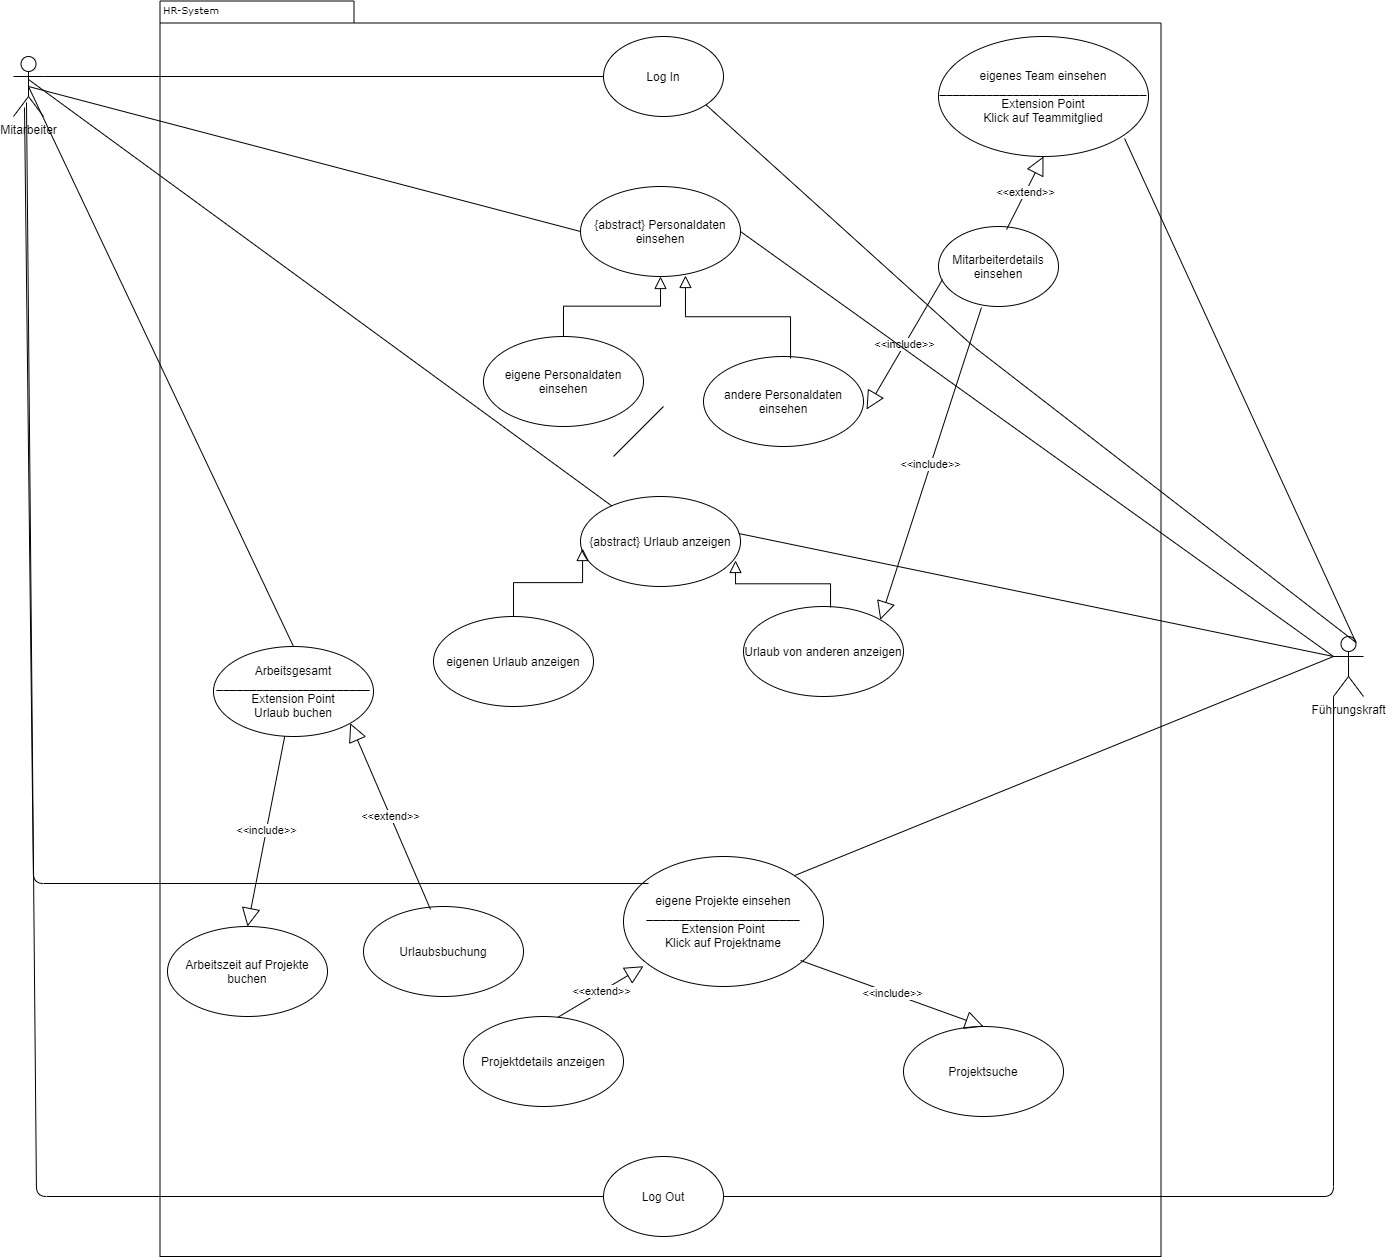 HR-System
Log In
eigenes Team einsehen
Extension Point
Klick auf Teammitglied
Mitarbeiter
<<extend>>
{abstract} Personaldaten
einsehen
Mitarbeiterdetails
einsehen
<<include>>
eigene Personaldaten
einsehen
andere Personaldaten
einsehen
<<include>>
{abstract} Urlaub anzeigen
eigenen Urlaub anzeigen
Urlaub von anderen anzeigen
Arbeitsgesamt
Extension Point
Urlaub buchen
Führungskraft
<<extend>>
<<include>>
eigene Projekte einsehen
Extension Point
Klick auf Projektname
Urlaubsbuchung
Arbeitszeit auf Projekte
buchen
<<extend>>
<<include>>
Projektdetails anzeigen
Projektsuche
Log Out